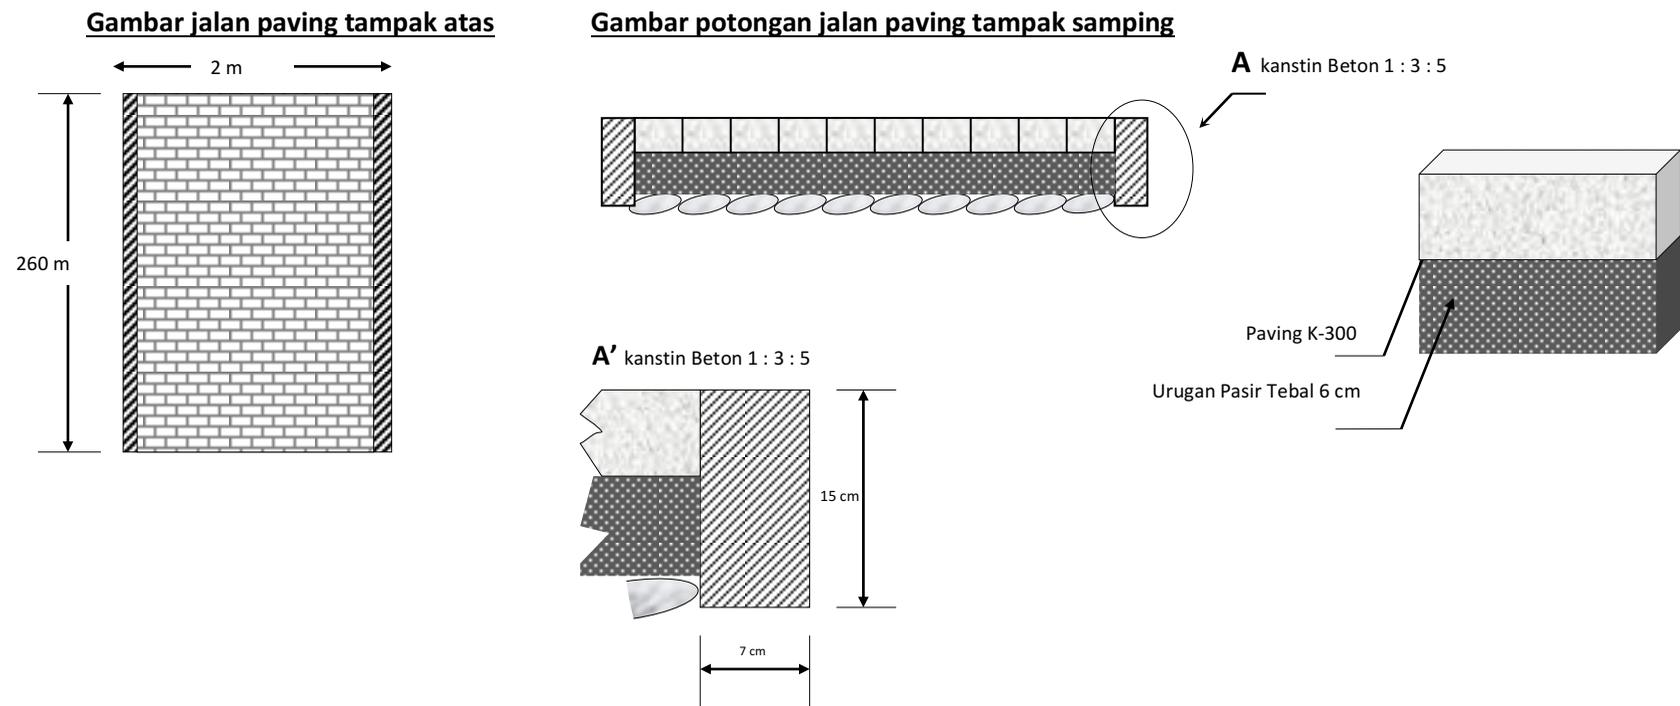 Gambar jalan paving tampak atas
2 m
260 m
Gambar potongan jalan paving tampak samping
A kanstin Beton 1 : 3 : 5
A’ kanstin Beton 1 : 3 : 5
15 cm
7 cm
Paving K-300
Urugan Pasir Tebal 6 cm